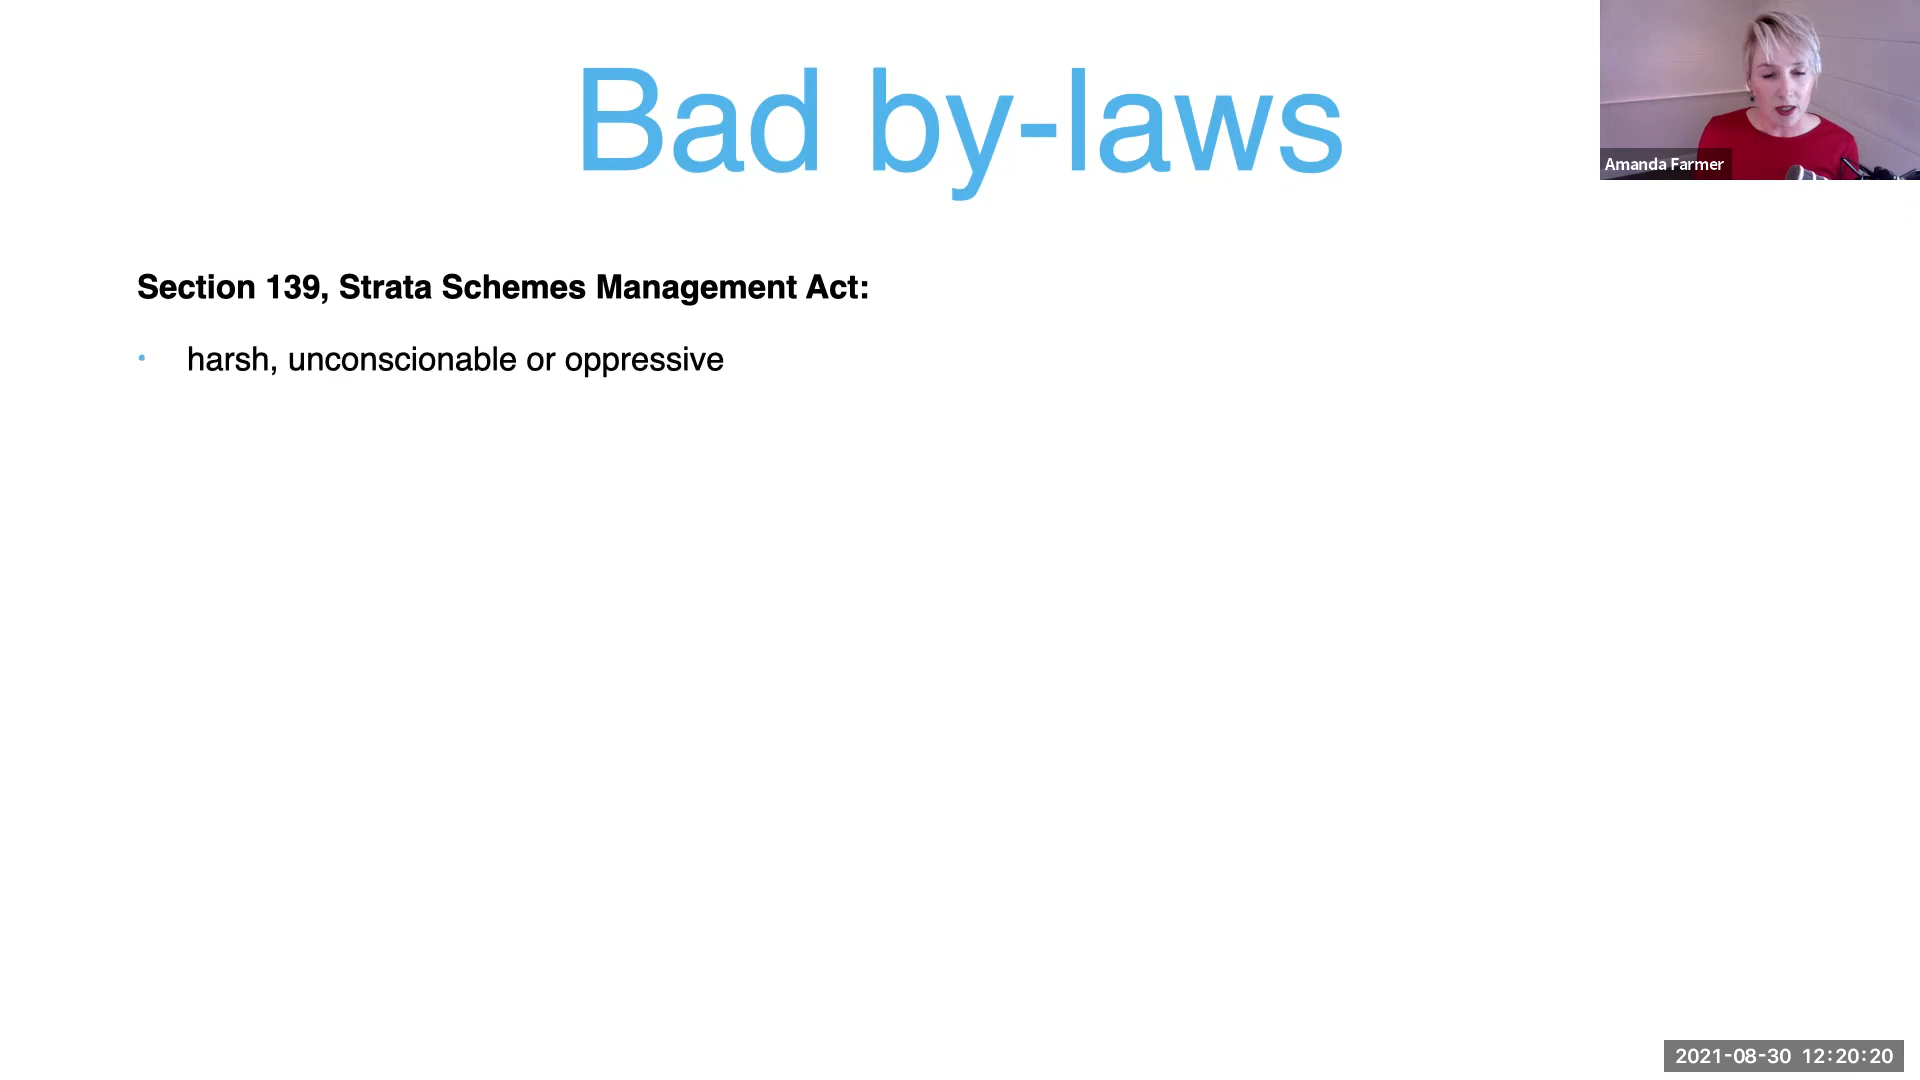 Bad by-laws
Amanda Farmer
Section 139, Strata Schemes Management Act:
• harsh, unconscionable or oppressive
2021-08-30 12:20:20